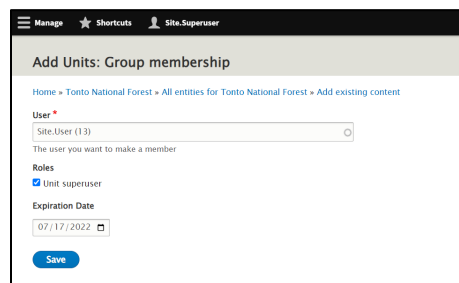 Manage Shortcuts Site.Superuser
Add Units: Group membership
Home » Tonto National Forest » All entities for Tonto National Forest » Add existing content
User *
Site.User (13)
The user you want to make a member
Roles
Unit superuser
Expiration Date
07/17/2022
Save